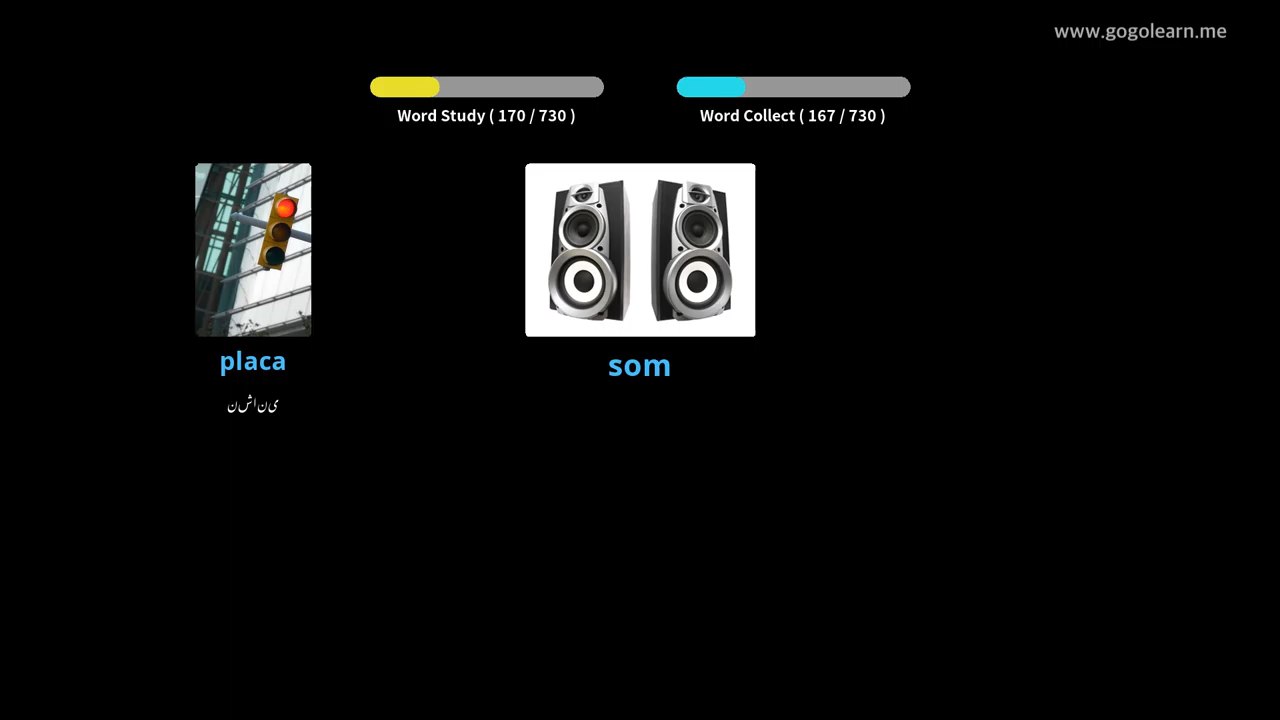 www.gogolearn.me
Word Study ( 170 / 730 )
Word Collect ( 167 / 730 )
placa
نشانی
som